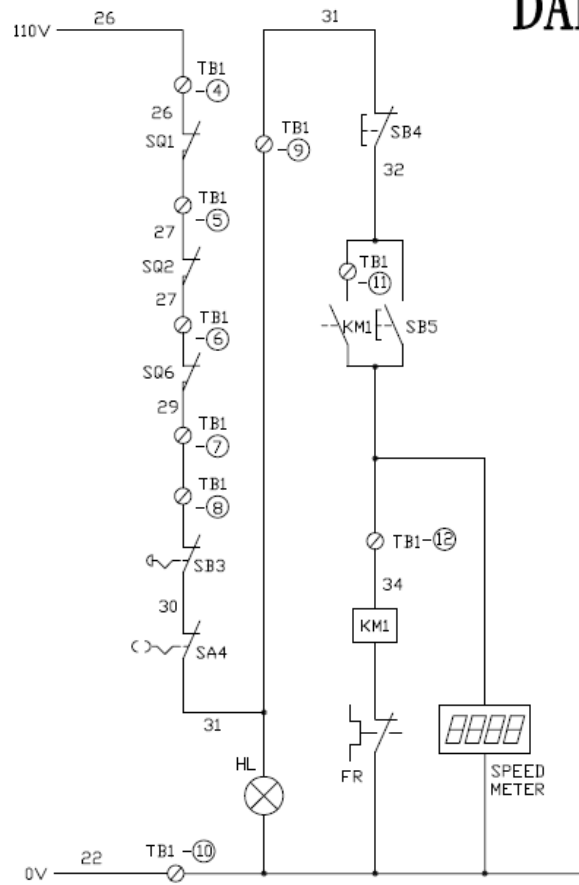 DA
110V
26
TB1
-④
26
SQ1
TB1
-⑤
27
SQ2
27
TB1
-⑥
SQ6
29
TB1
-⑦
TB1
-⑧
SB3
30
SA4
31
31
TB1
-⑨
SB4
32
TB1
-⑪
KM1
SB5
TB1-⑫
34
KM1
FR
HL
8888
SPEED
METER
22
TB1 -⑩
0V